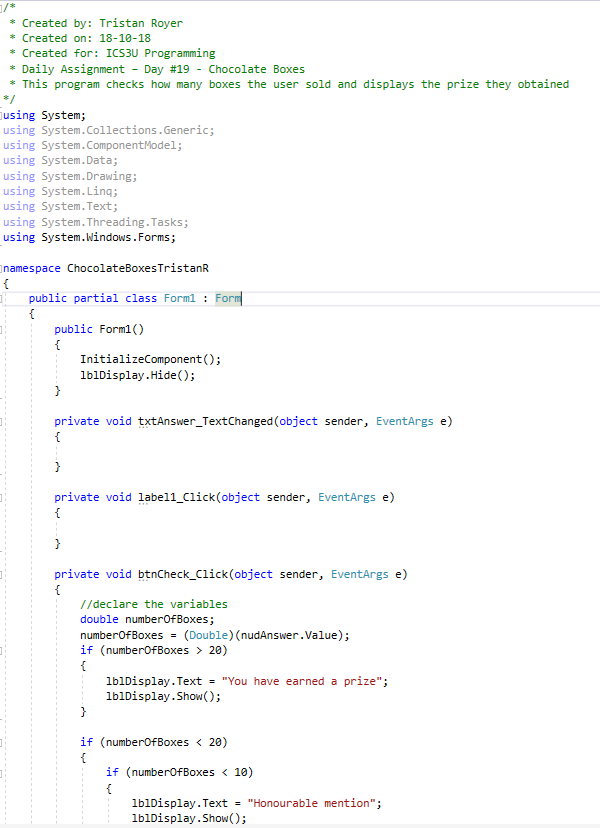 /*
 * Created by: Tristan Royer
 * Created on: 18-10-18
 * Created for: ICS3U Programming
 * Daily Assignment – Day #19 - Chocolate Boxes
 * This program checks how many boxes the user sold and displays the prize they obtained
*/
using System;
using System.Collections.Generic;
using System.ComponentModel;
using System.Data;
using System.Drawing;
using System.Linq;
using System.Text;
using System.Threading.Tasks;
using System.Windows.Forms;

namespace ChocolateBoxesTristanR
{
    public partial class Form1 : Form
    {
        public Form1()
        {
            InitializeComponent();
            lblDisplay.Hide();
        }

        private void txtAnswer_TextChanged(object sender, EventArgs e)
        {

        }

        private void label1_Click(object sender, EventArgs e)
        {

        }

        private void btnCheck_Click(object sender, EventArgs e)
        {
            //declare the variables
            double numberOfBoxes;
            numberOfBoxes = (Double)(nudAnswer.Value);
            if (numberOfBoxes > 20)
            {
                lblDisplay.Text = "You have earned a prize";
                lblDisplay.Show();
            }

            if (numberOfBoxes < 20)
            {
                if (numberOfBoxes < 10)
                {
                    lblDisplay.Text = "Honourable mention";
                    lblDisplay.Show();